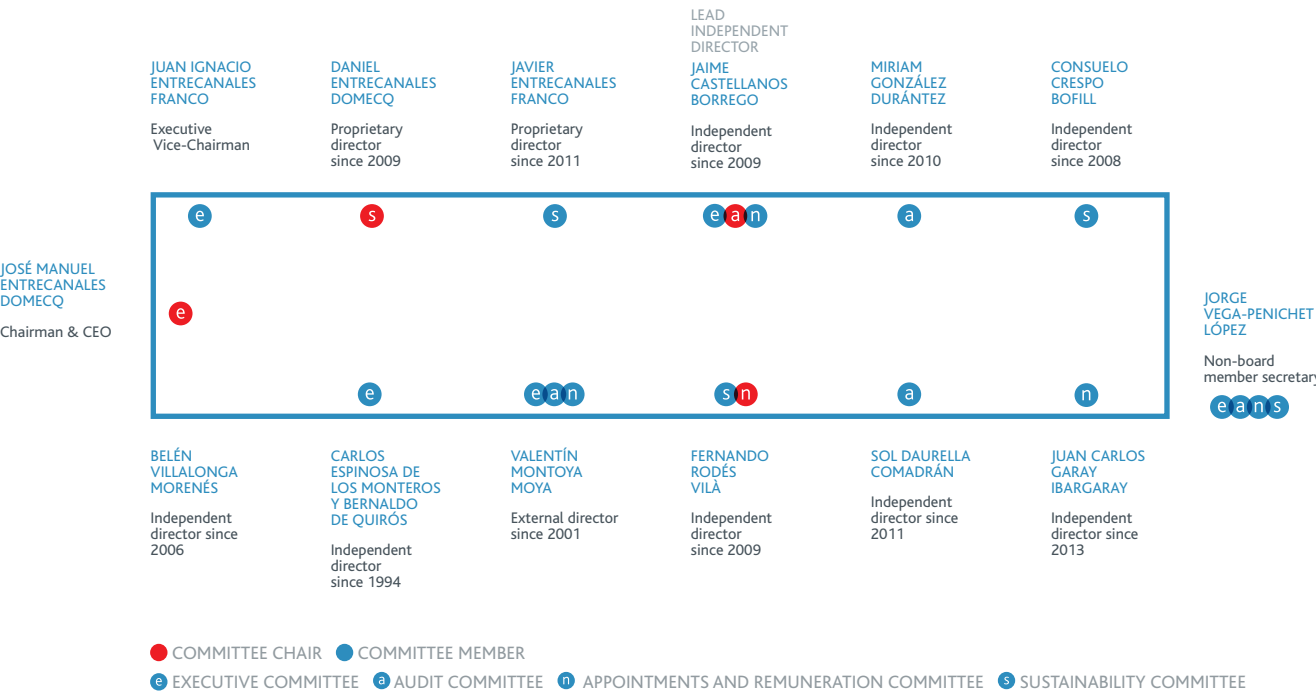 LEAD
INDEPENDENT
DIRECTOR
JUAN IGNACIO
ENTRECANALES
FRANCO
Executive
Vice-Chairman
DANIEL
ENTRECANALES
DOMECQ
Proprietary
director
since 2009
JAVIER
ENTRECANALES
FRANCO
Proprietary
director
since 2011
JAIME
CASTELLANOS
BORREGO
Independent
director
since 2009
MIRIAM
GONZÁLEZ
DURÁNTEZ
Independent
director
since 2010
CONSUELO
CRESPO
BOFILL
Independent
director
since 2008
e
s
s
e a n
a
s
JOSÉ MANUEL
ENTRECANALES
DOMECQ
Chairman & CEO
e
JORGE
VEGA-PENICHET
LÓPEZ
Non-board
member secretary
e a n s
e
e a n
s n
a
n
BELÉN
VILLALONGA
MORENÉS
Independent
director since
2006
CARLOS
ESPINOSA DE
LOS MONTEROS
Y BERNALDO
DE QUIRÓS
Independent
director
since 1994
VALENTÍN
MONTOYA
MOYA
External director
since 2001
FERNANDO
RODÉS
VILÀ
Independent
director
since 2009
SOL DAURELLA
COMADRÁN
Independent
director since
2011
JUAN CARLOS
GARAY
IBARGARAY
Independent
director since
2013
COMMITTEE CHAIR COMMITTEE MEMBER
e EXECUTIVE COMMITTEE a AUDIT COMMITTEE n APPOINTMENTS AND REMUNERATION COMMITTEE s SUSTAINABILITY COMMITTEE